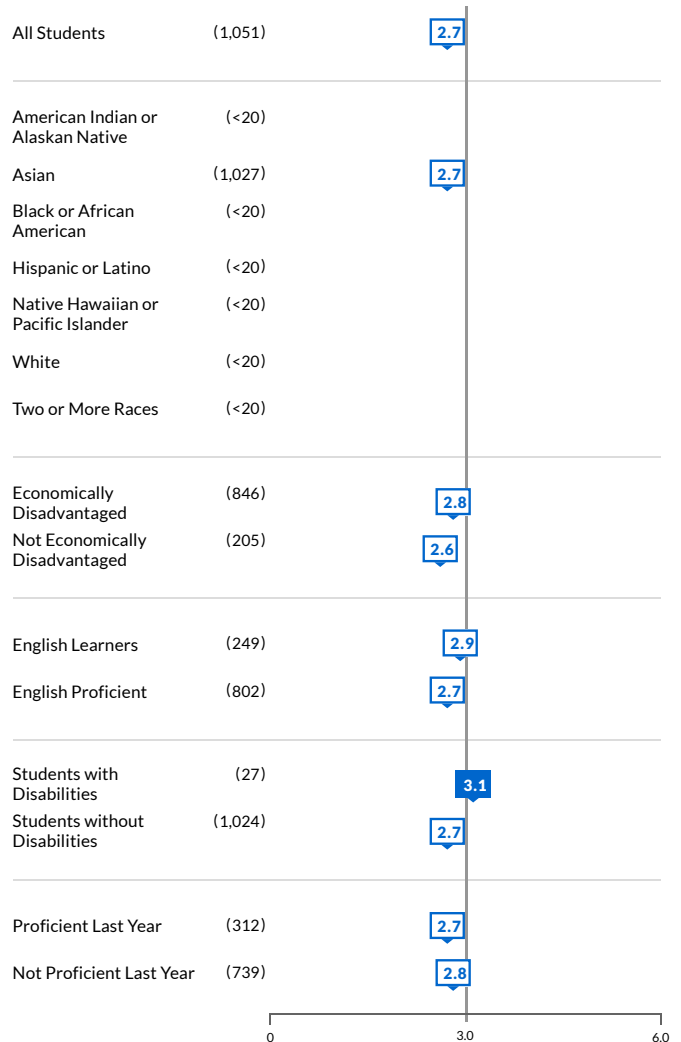 All Students (1,051) 2.7
American Indian or (<20)
Alaskan Native
Asian (1,027) 2.7
Black or African (<20)
American
Hispanic or Latino (<20)
Native Hawaiian or (<20)
Pacific Islander
White (<20)
Two or More Races (<20)
Economically (846) 2.8
Disadvantaged
Not Economically (205) 2.6
Disadvantaged
English Learners (249) 2.9
English Proficient (802) 2.7
Students with (27) 3.1
Disabilities
Students without (1,024) 2.7
Disabilities
Proficient Last Year (312) 2.7
Not Proficient Last Year (739) 2.8
0 3.0 6.0